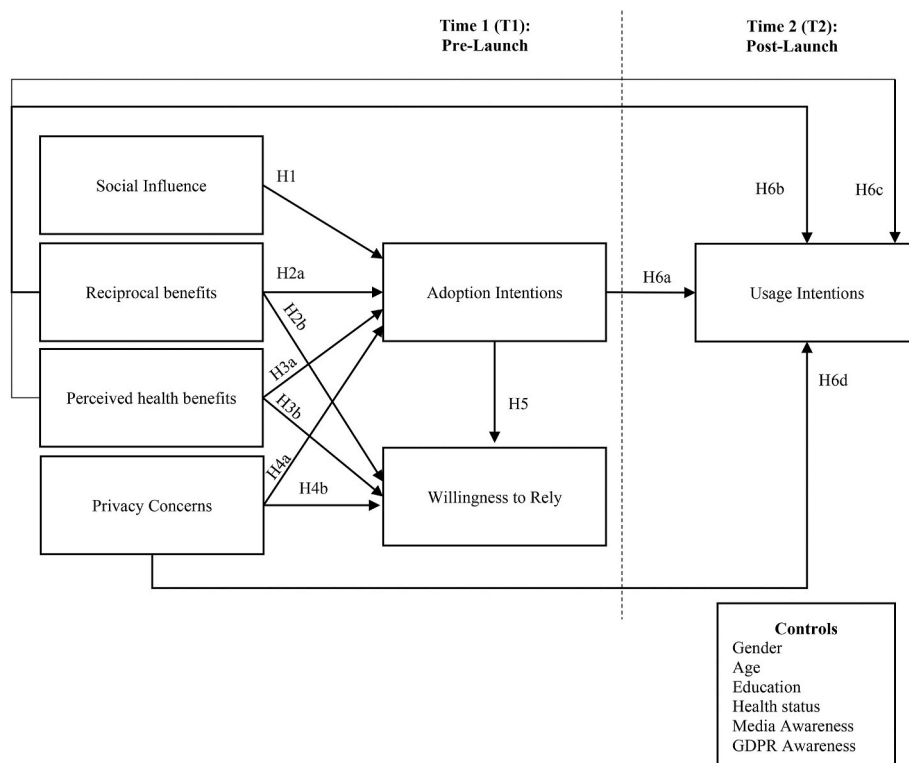 Time 1 (T1):
Pre-Launch
Time 2 (T2):
Post-Launch
Social Influence
H1
H6b
H6c
Reciprocal benefits
H2a
H2b
Adoption Intentions
H6a
Usage Intentions
Perceived health benefits
H3a
H3b
H5
H6d
Privacy Concerns
H4a
H4b
Willingness to Rely
Controls
Gender
Age
Education
Health status
Media Awareness
GDPR Awareness